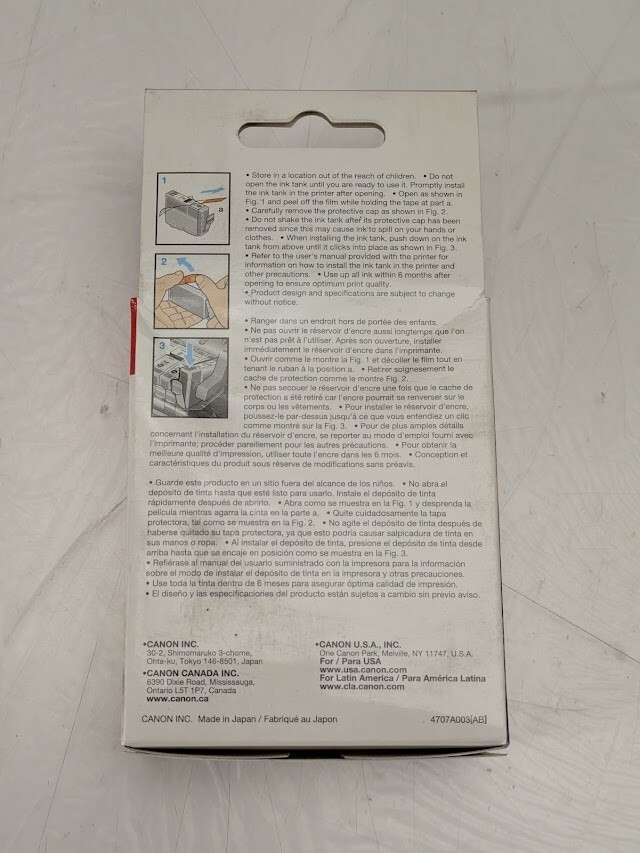 1
a
2
3
• Store in a location out of the reach of children. • Do not
open the ink tank until you are ready to use it. Promptly install
the ink tank in the printer after opening. • Open as shown in
Fig. 1 and peel off the film while holding the tape at part a.
• Carefully remove the protective cap as shown in Fig. 2.
• Do not shake the ink tank after its protective cap has been
removed since this may cause ink to spill on your hands or
clothes. • When installing the ink tank, push down on the ink
tank from above until it clicks into place as shown in Fig. 3.
• Refer to the user's manual provided with the printer for
information on how to install the ink tank in the printer and
other precautions. • Use up all ink within 6 months after
opening to ensure optimum print quality.
• Product design and specifications are subject to change
without notice.
• Ranger dans un endroit hors de portée des enfants.
• Ne pas ouvrir le réservoir d'encre aussi longtemps que l'on
n'est pas prêt à l'utiliser. Après son ouverture, installer
immédiatement le réservoir d'encre dans l'imprimante.
• Ouvrir comme le montre la Fig. 1 et décoller le film tout en
tenant le ruban à la position a. • Retirer soigneusement le
cache de protection comme le montre Fig. 2.
• Ne pas secouer le réservoir d'encre une fois que le cache de
protection a été retiré car l'encre pourrait se renverser sur le
corps ou les vêtements. • Pour installer le réservoir d'encre,
poussez-le par-dessus jusqu'à ce que vous entendiez un clic
comme montré sur la Fig. 3. • Pour de plus amples détails
concernant l'installation du réservoir d'encre, se reporter au mode d'emploi fourni avec
l'imprimante; procéder pareillement pour les autres précautions. • Pour obtenir la
meilleure qualité d'impression, utiliser toute l'encre dans les 6 mois. • Conception et
caractéristiques du produit sous réserve de modifications sans préavis.
• Guarde este producto en un sitio fuera del alcance de los niños. • No abra el
depósito de tinta hasta que esté listo para usarlo. Instale el depósito de tinta
rápidamente después de abrirlo. • Abra como se muestra en la Fig. 1 y desprenda la
película mientras agarra la cinta en la parte a. • Quite cuidadosamente la tapa
protectora, tal como se muestra en la Fig. 2. • No agite el depósito de tinta después de
haberse quitado su tapa protectora, ya que esto podría causar salpicadura de tinta en
sus manos o ropa. • Al instalar el depósito de tinta, presione el depósito de tinta desde
arriba hasta que se encaje en posición como se muestra en la Fig. 3.
• Refiérase al manual del usuario suministrado con la impresora para la información
sobre el modo de instalar el depósito de tinta en la impresora y otras precauciones.
• Use toda la tinta dentro de 6 meses para asegurar óptima calidad de impresión.
• El diseño y las especificaciones del producto están sujetos a cambio sin previo aviso.
•CANON INC.
30-2, Shimomaruko 3-chome,
Ohta-ku, Tokyo 146-8501, Japan
•CANON CANADA INC.
6390 Dixie Road, Mississauga,
Ontario L5T 1P7, Canada
www.canon.ca
•CANON U.S.A., INC.
One Canon Park, Melville, NY 11747, U.S.A.
For / Para USA
www.usa.canon.com
For Latin America / Para América Latina
www.cla.canon.com
CANON INC. Made in Japan / Fabriqué au Japon
4707A003[AB]